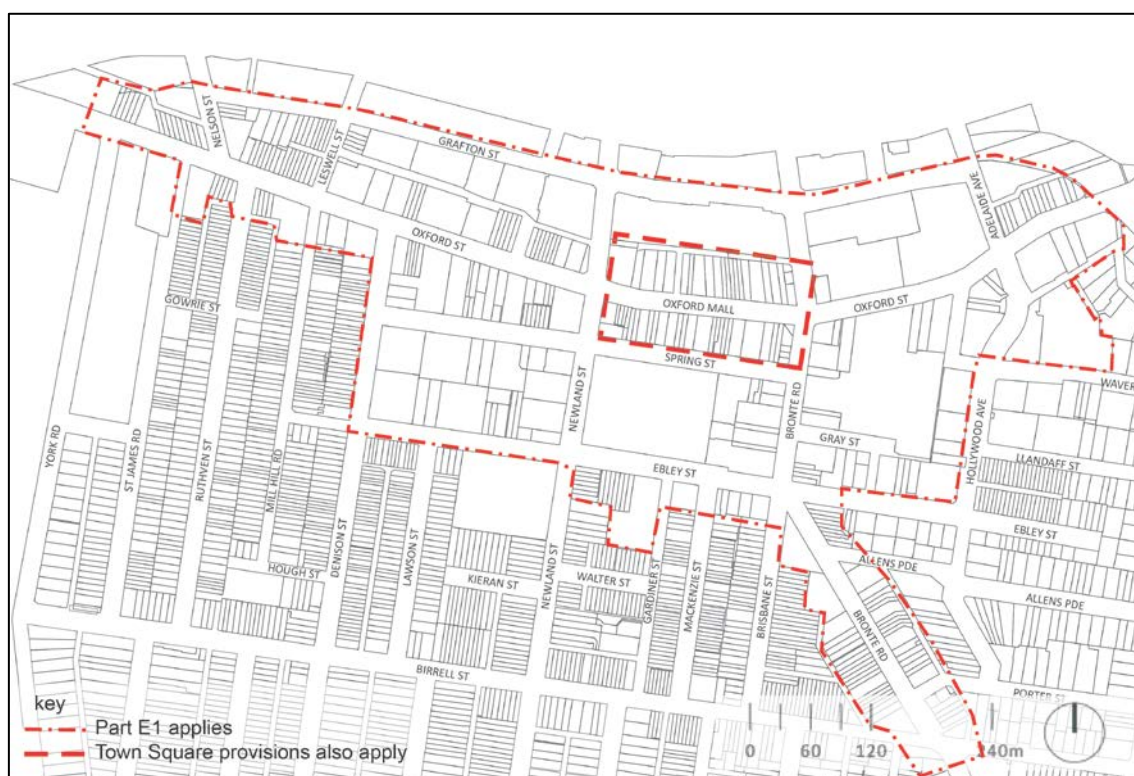 NELSON ST
LESWELL ST
GRAFTON ST
ADELAIDE AVE
OXFORD ST
OXFORD MALL
OXFORD ST
GOWRIE ST
SPRING ST
NEWLAND ST
BRONTE RD
WAVER
YORK RD
ST JAMES RD
RUTHVEN ST
MILL HILL RD
GRAY ST
HOLLYWOOD AVE
LLANDAFF ST
EBLEY ST
EBLEY ST
DENISON ST
LAWSON ST
HOUGH ST
KIERAN ST
NEWLAND ST
WALTER ST
GARDINER ST
MACKENZIE ST
BRISBANE ST
ALLENS PDE
ALLENS PDE
BRONTE RD
BIRRELL ST
PORTER ST
key
Part E1 applies
Town Square provisions also apply
0 60 120 240m